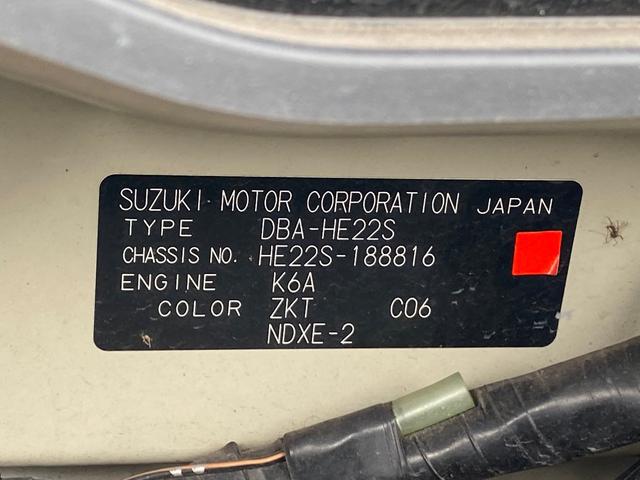 SUZUKI MOTOR CORPORATION JAPAN
TYPE DBA-HE22S
CHASSIS NO. HE22S-188816
ENGINE K6A
COLOR ZKT C06
NDXE-2